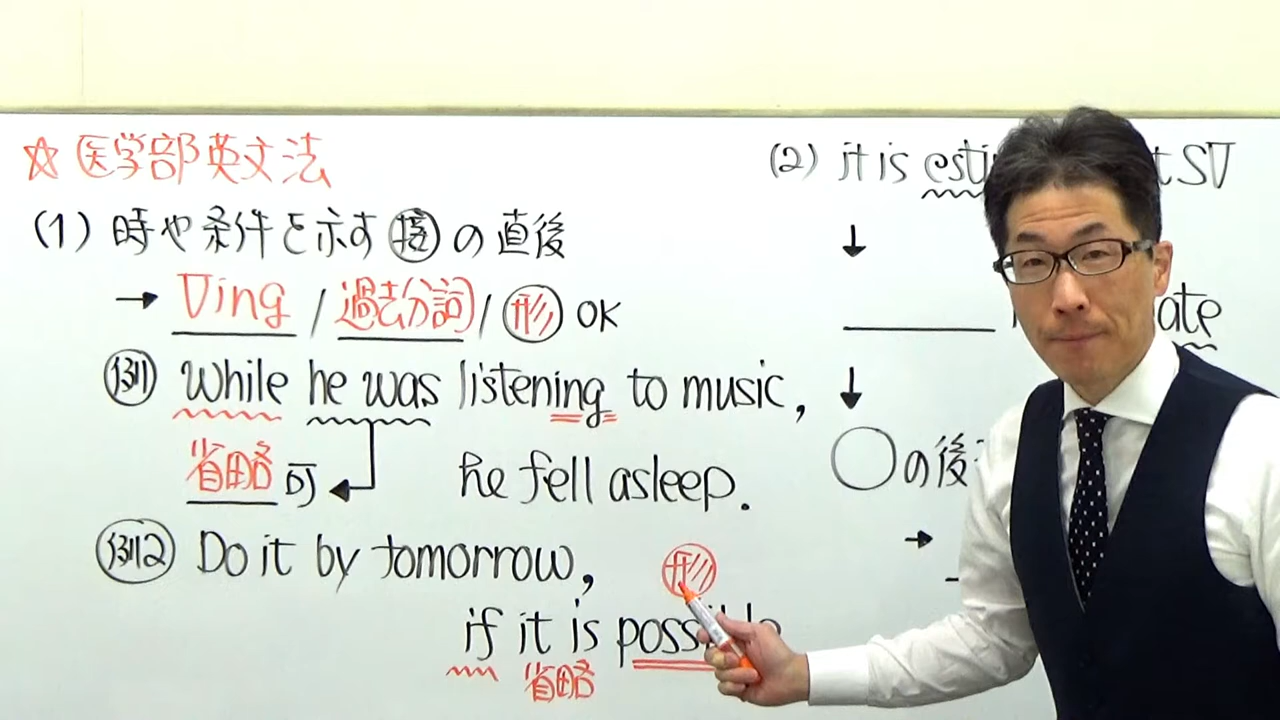 ☆ 医学部英文法
(1) 時や条件を示す接の直後
→ Ving / 過去分詞 / 形 OK
例1 While he was listening to music,
省略可 he fell asleep.
例2 Do it by tomorrow,
形
if it is
省略
(2) it is SV
↓
↓
◯の後
→